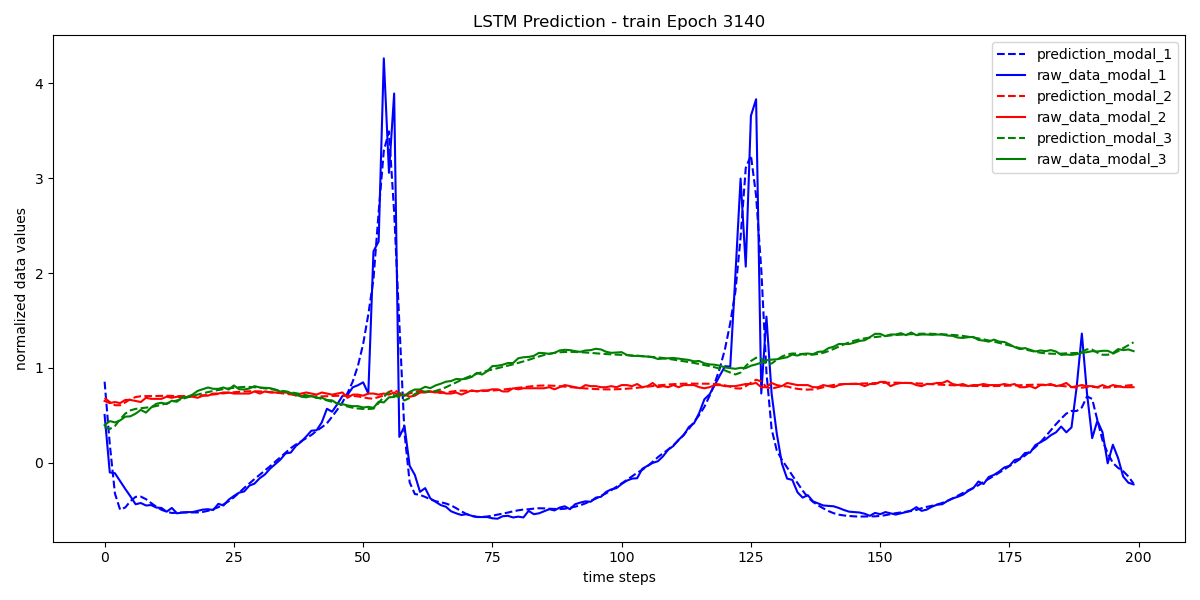 LSTM Prediction - train Epoch 3140
prediction_modal_1
raw_data_modal_1
prediction_modal_2
raw_data_modal_2
prediction_modal_3
raw_data_modal_3
normalized data values
4
3
2
1
0
0 25 50 75 100 125 150 175 200
time steps